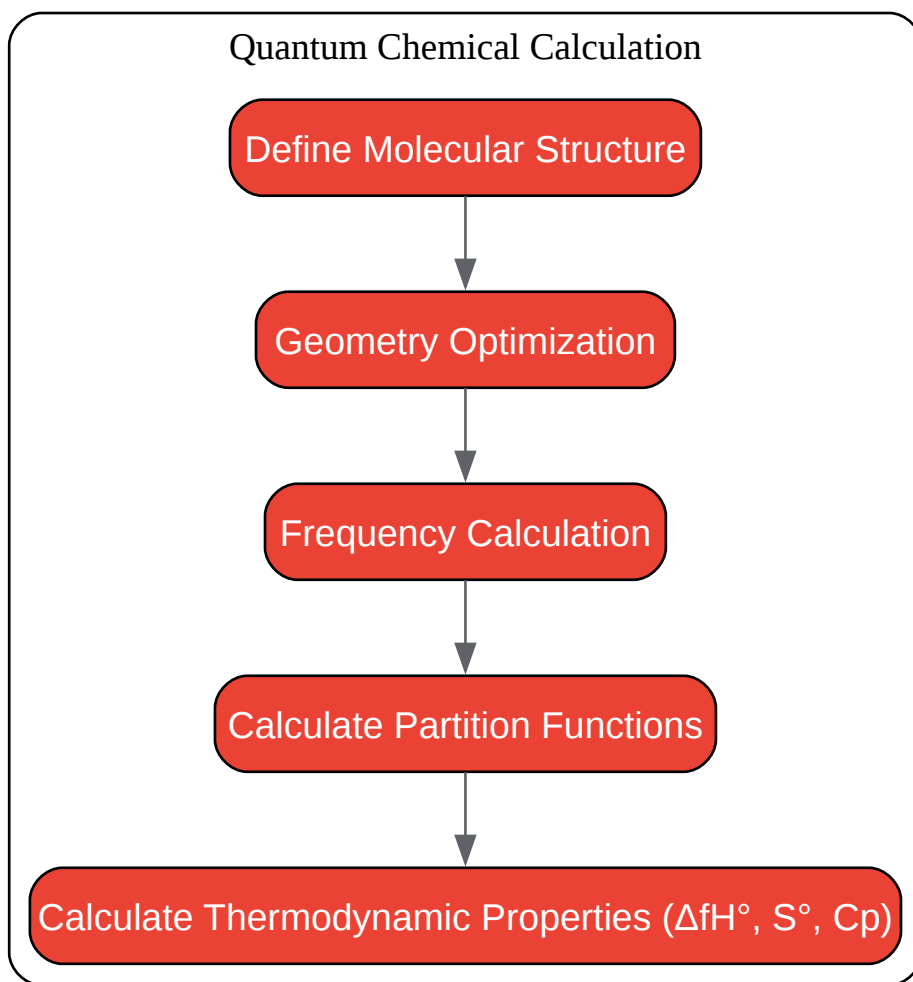 Quantum Chemical Calculation
Define Molecular Structure
Geometry Optimization
Frequency Calculation
Calculate Partition Functions
Calculate Thermodynamic Properties (ΔfH°, S°, Cp)